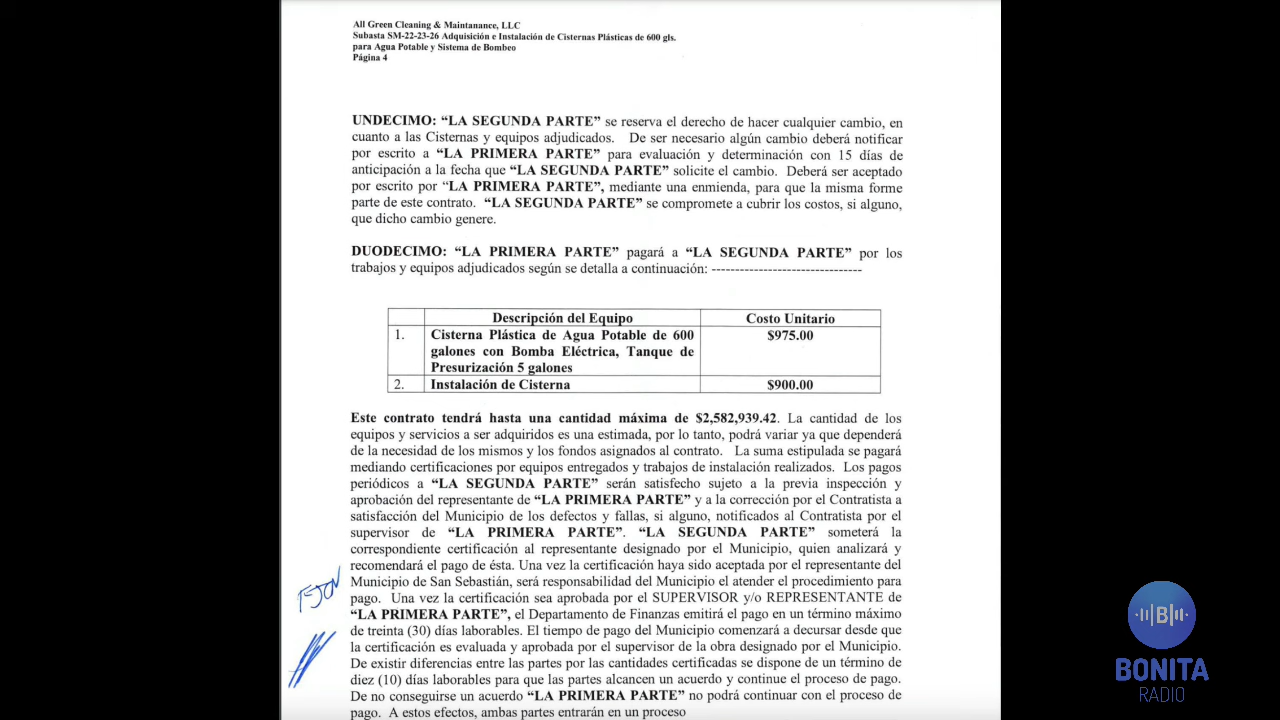 All Green Cleaning & Maintanance, LLC
Subasta SM-22-23-26 Adquisición e Instalación de Cisternas Plásticas de 600 gls.
para Agua Potable y Sistema de Bombeo
Página 4
UNDECIMO: “LA SEGUNDA PARTE” se reserva el derecho de hacer cualquier cambio, en
cuanto a las Cisternas y equipos adjudicados. De ser necesario algún cambio deberá notificar
por escrito a “LA PRIMERA PARTE” para evaluación y determinación con 15 días de
anticipación a la fecha que “LA SEGUNDA PARTE” solicite el cambio. Deberá ser aceptado
por escrito por “LA PRIMERA PARTE”, mediante una enmienda, para que la misma forme
parte de este contrato. “LA SEGUNDA PARTE” se compromete a cubrir los costos, si alguno,
que dicho cambio genere.
DUODECIMO: “LA PRIMERA PARTE” pagará a “LA SEGUNDA PARTE” por los
trabajos y equipos adjudicados según se detalla a continuación: --------------------------------
Descripción del Equipo Costo Unitario
1. Cisterna Plástica de Agua Potable de 600 $975.00
galones con Bomba Eléctrica, Tanque de
Presurización 5 galones
2. Instalación de Cisterna $900.00
Este contrato tendrá hasta una cantidad máxima de $2,582,939.42. La cantidad de los
equipos y servicios a ser adquiridos es una estimada, por lo tanto, podrá variar ya que dependerá
de la necesidad de los mismos y los fondos asignados al contrato. La suma estipulada se pagará
mediando certificaciones por equipos entregados y trabajos de instalación realizados. Los pagos
periódicos a “LA SEGUNDA PARTE” serán satisfecho sujeto a la previa inspección y
aprobación del representante de “LA PRIMERA PARTE” y a la corrección por el Contratista a
satisfacción del Municipio de los defectos y fallas, si alguno, notificados al Contratista por el
supervisor de “LA PRIMERA PARTE”. “LA SEGUNDA PARTE” someterá la
correspondiente certificación al representante designado por el Municipio, quien analizará y
recomendará el pago de ésta. Una vez la certificación haya sido aceptada por el representante del
Municipio de San Sebastián, será responsabilidad del Municipio el atender el procedimiento para
pago. Una vez la certificación sea aprobada por el SUPERVISOR y/o REPRESENTANTE de
“LA PRIMERA PARTE”, el Departamento de Finanzas emitirá el pago en un término máximo
de treinta (30) días laborables. El tiempo de pago del Municipio comenzará a decursar desde que
la certificación es evaluada y aprobada por el supervisor de la obra designado por el Municipio.
De existir diferencias entre las partes por las cantidades certificadas se dispone de un término de
diez (10) días laborables para que las partes alcancen un acuerdo y continue el proceso de pago.
De no conseguirse un acuerdo “LA PRIMERA PARTE” no podrá continuar con el proceso de
pago. A estos efectos, ambas partes entrarán en un proceso
B
BONITA
RADIO